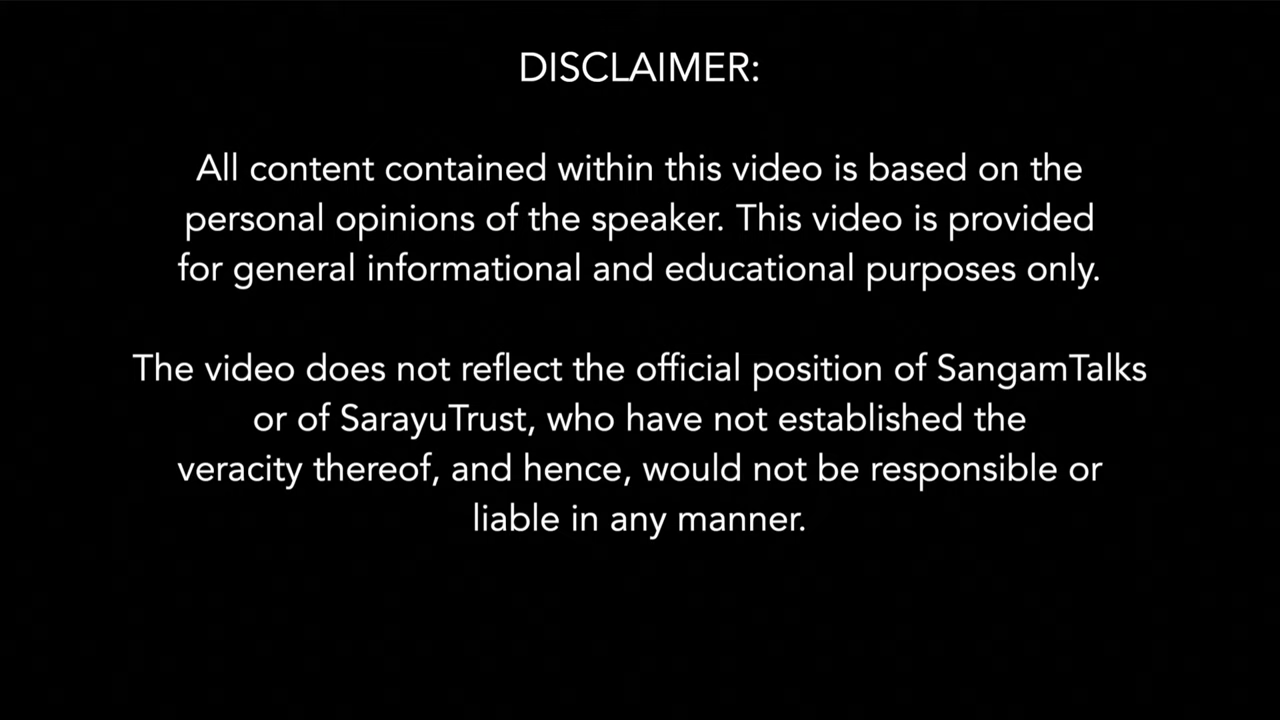 DISCLAIMER:
All content contained within this video is based on the
personal opinions of the speaker. This video is provided
for general informational and educational purposes only.
The video does not reflect the official position of SangamTalks
or of SarayuTrust, who have not established the
veracity thereof, and hence, would not be responsible or
liable in any manner.